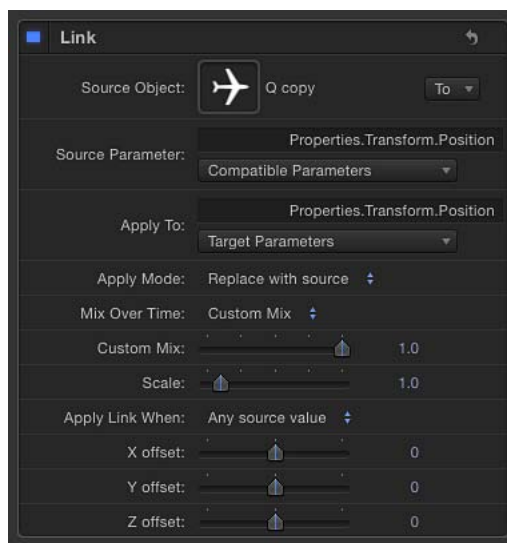 Link
Source Object: Q copy To
Properties.Transform.Position
Source Parameter:
Compatible Parameters
Properties.Transform.Position
Apply To:
Target Parameters
Apply Mode: Replace with source
Mix Over Time: Custom Mix
Custom Mix: 1.0
Scale: 1.0
Apply Link When: Any source value
X offset: 0
Y offset: 0
Z offset: 0